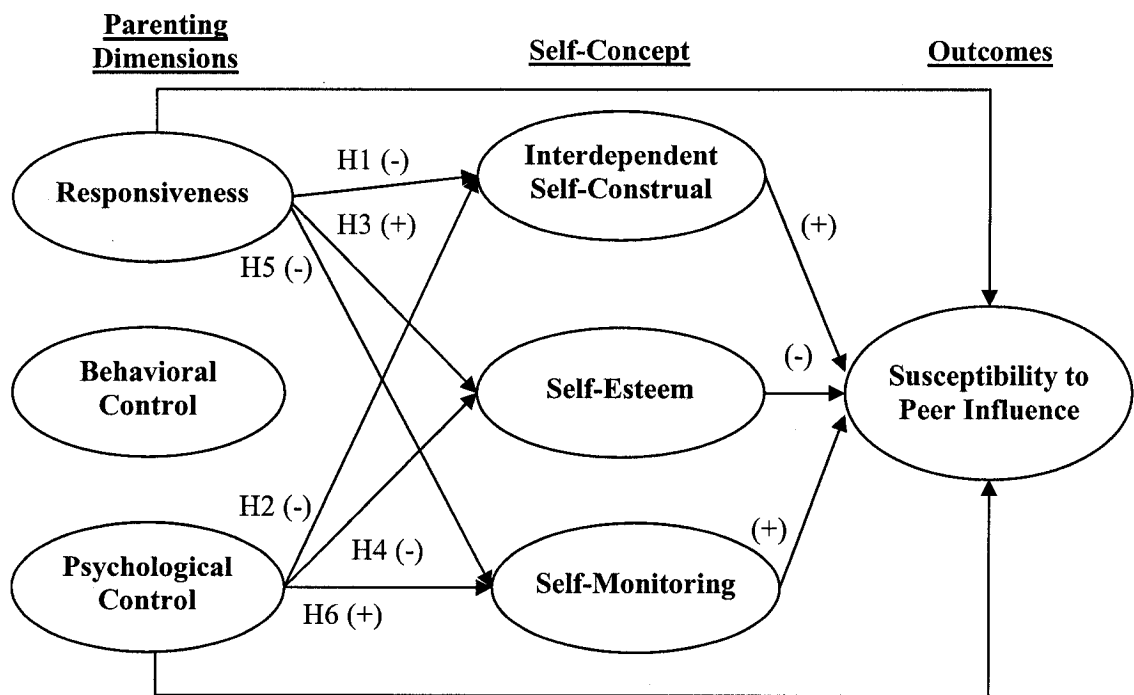 Parenting
Dimensions
Self-Concept
Outcomes
Responsiveness
H1 (-)
H3 (+)
H5 (-)
Interdependent
Self-Construal
(+)
Behavioral
Control
Self-Esteem
(-)
Susceptibility to
Peer Influence
Psychological
Control
H2 (-)
H4 (-)
H6 (+)
Self-Monitoring
(+)